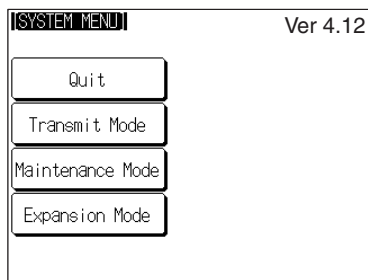 [SYSTEM MENU]
Ver 4.12
Quit
Transmit Mode
Maintenance Mode
Expansion Mode